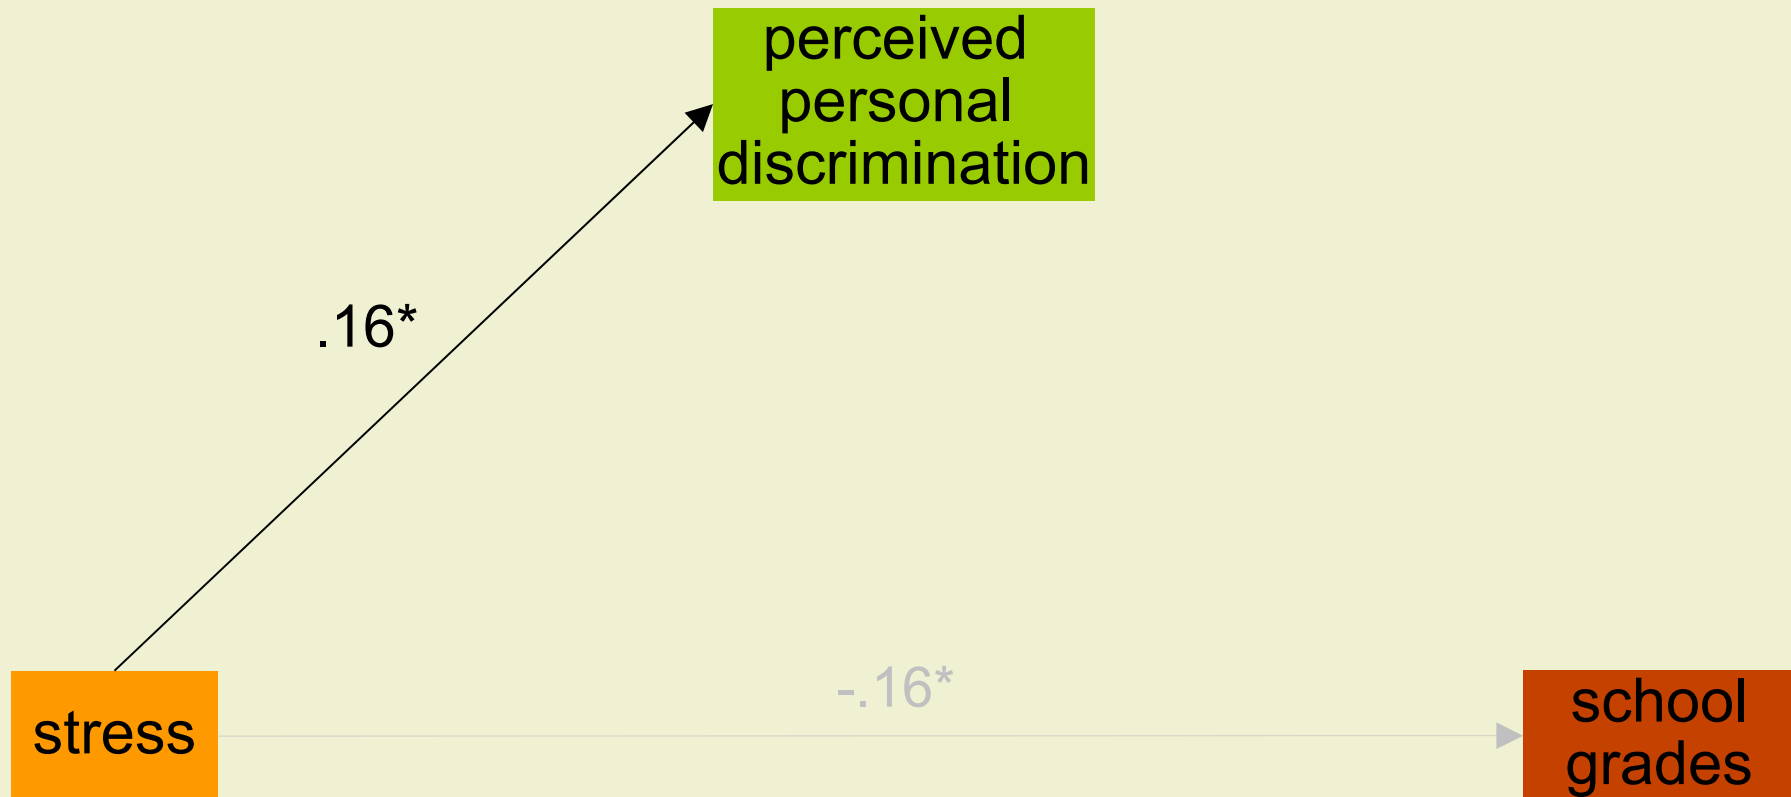 perceived
personal
discrimination
.16*
-.16*
stress
school
grades